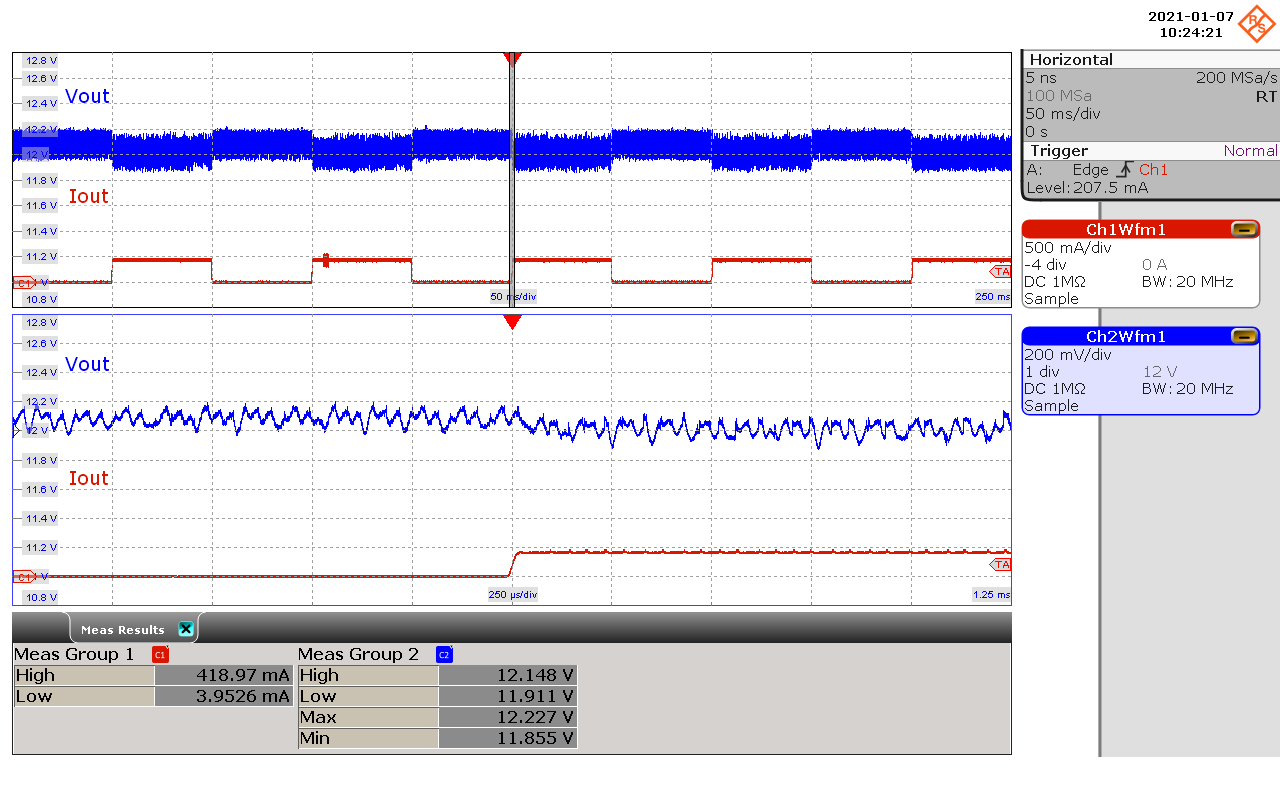 2021-01-07
10:24:21
R/S
12.8 V
12.6 V
12.4 V
Vout
12.2 V
12 V
11.8 V
Iout
11.6 V
11.4 V
11.2 V
C1
TA
10.8 V
50 ms/div
250 ms
12.8 V
12.6 V
Vout
12.4 V
12.2 V
12 V
11.8 V
Iout
11.6 V
11.4 V
11.2 V
TA
C1
10.8 V
250 µs/div
1.25 ms
Horizontal
5 ns 200 MSa/s
100 MSa RT
50 ms/div
0 s
Trigger Normal
A: Edge Ch1
Level: 207.5 mA
Ch1Wfm1
500 mA/div
-4 div 0 A
DC 1MΩ BW: 20 MHz
Sample
Ch2Wfm1
200 mV/div
1 div 12 V
DC 1MΩ BW: 20 MHz
Sample
Meas Results
Meas Group 1 C1 Meas Group 2 C2
High 418.97 mA High 12.148 V
Low 3.9526 mA Low 11.911 V
Max 12.227 V
Min 11.855 V